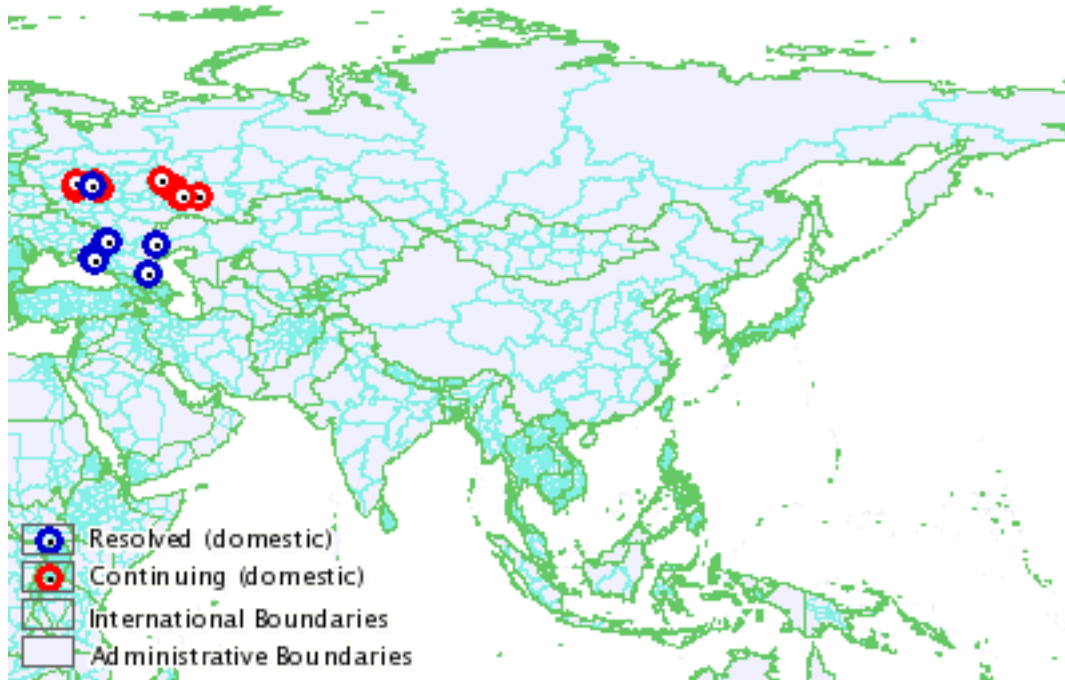 Resolved (domestic)
Continuing (domestic)
International Boundaries
Administrative Boundaries